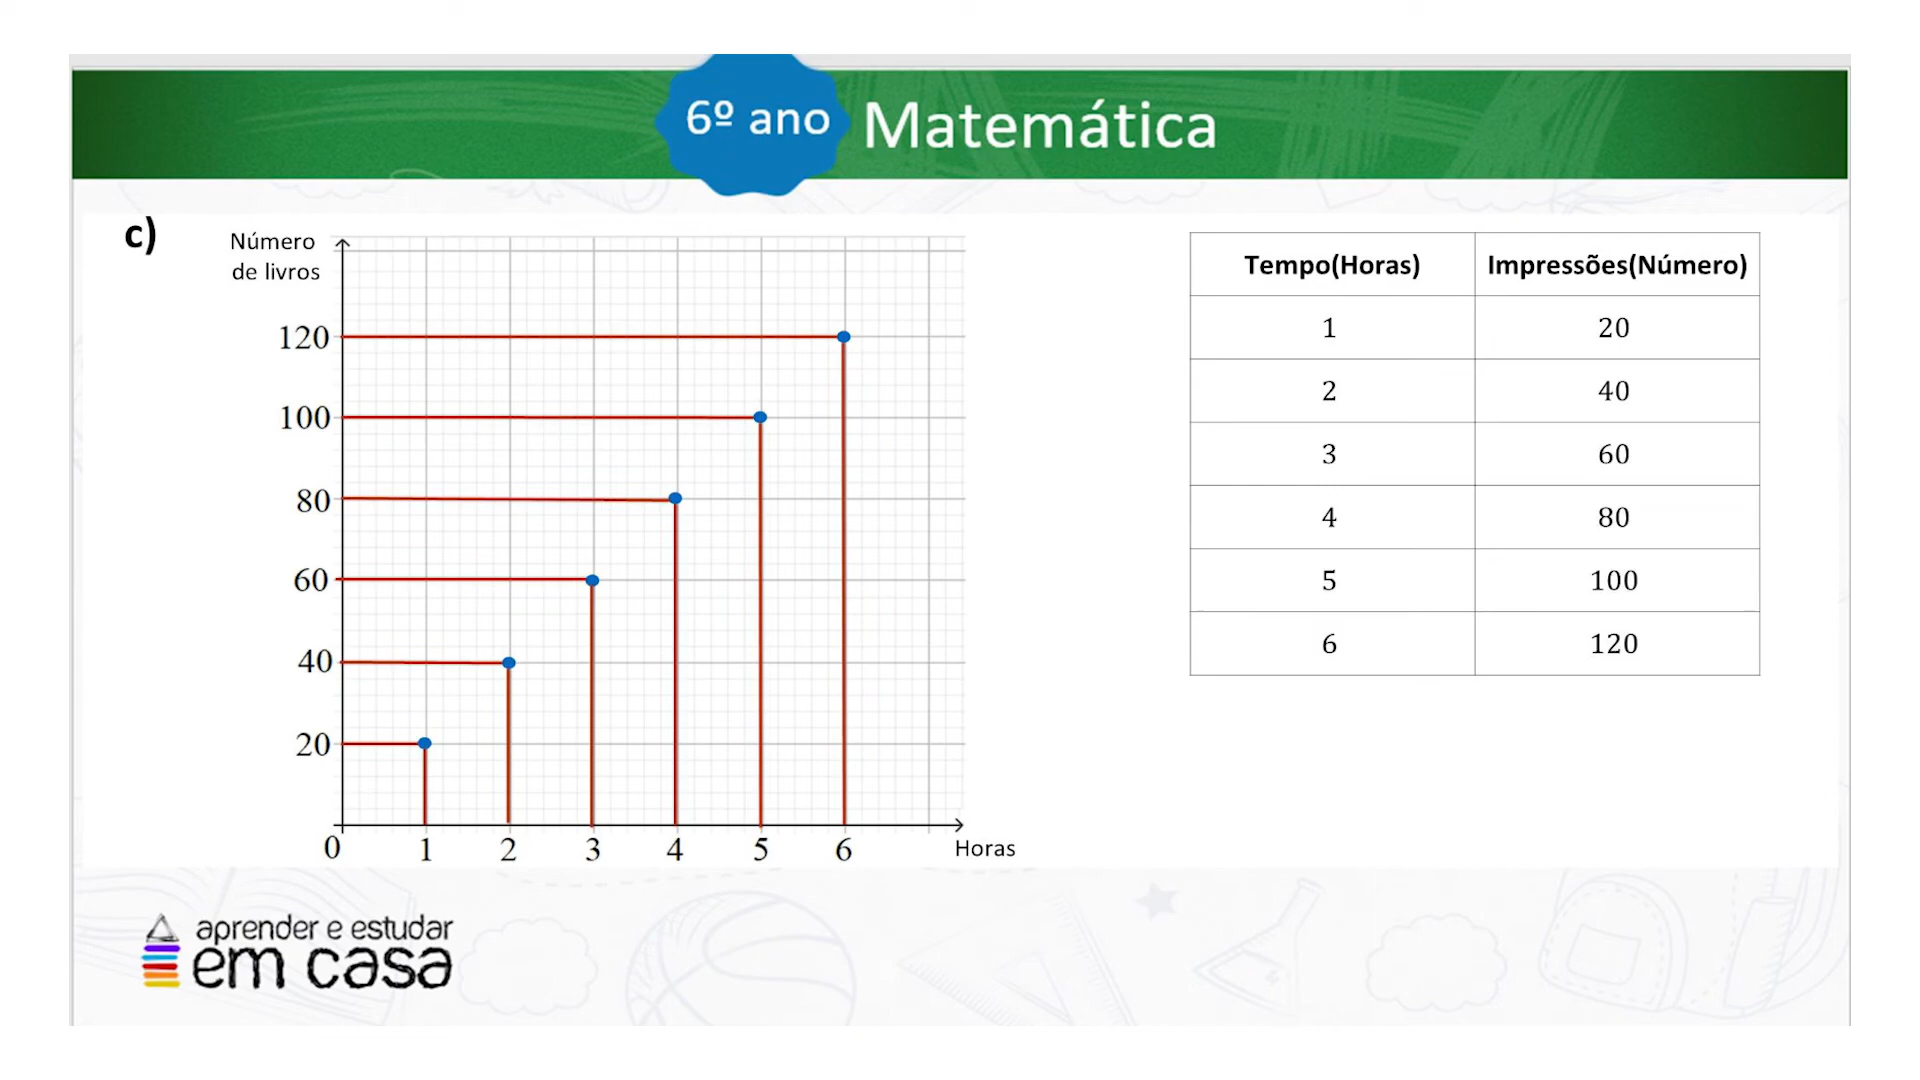 6º ano Matemática
c)
Número
de livros
120
100
80
60
40
20
0 1 2 3 4 5 6 Horas
Tempo(Horas) Impressões(Número)
1 20
2 40
3 60
4 80
5 100
6 120
aprender e estudar
em casa